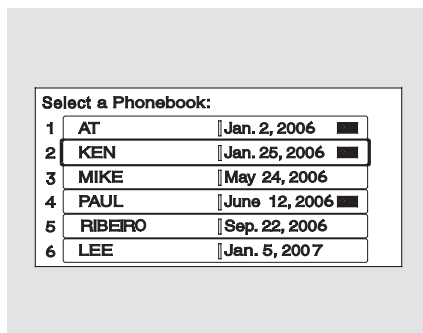 Select a Phonebook:
1 AT Jan. 2, 2006
2 KEN Jan. 25, 2006
3 MIKE May 24, 2006
4 PAUL June 12, 2006
5 RIBEIRO Sep. 22, 2006
6 LEE Jan. 5, 2007